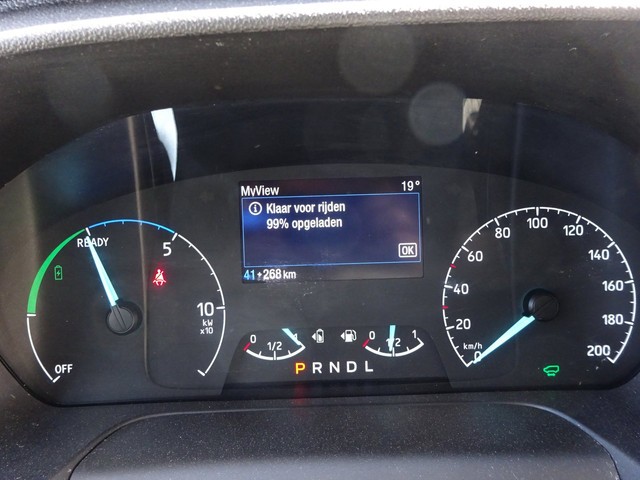 MyView 19°
Klaar voor rijden
99% opgeladen
OK
41+268 km
READY
5
10
kW
x10
OFF
0 1/2 1
0 1/2 1
P R N D L
0 20 40 60 80 100 120 140 160 180 200
km/h